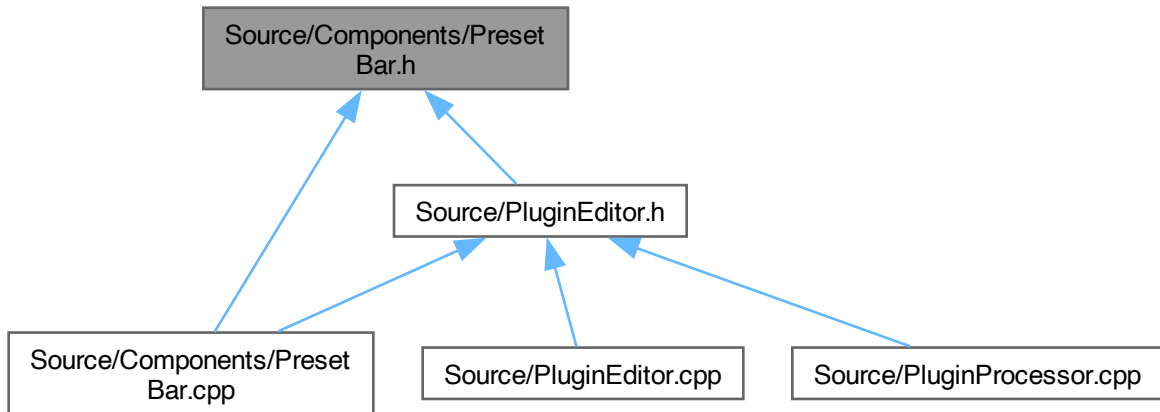 Source/Components/Preset
Bar.h
Source/PluginEditor.h
Source/Components/Preset
Bar.cpp
Source/PluginEditor.cpp
Source/PluginProcessor.cpp